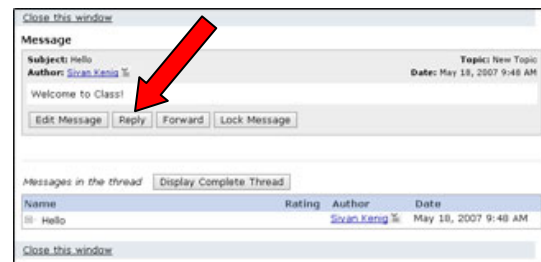 Close this window
Message
Subject: Hello Topic: New Topic
Author: Sivan Kenig Date: May 18, 2007 9:48 AM
Welcome to Class!
Edit Message Reply Forward Lock Message
Messages in the thread Display Complete Thread
Name Rating Author Date
Hello Sivan Kenig May 18, 2007 9:48 AM
Close this window